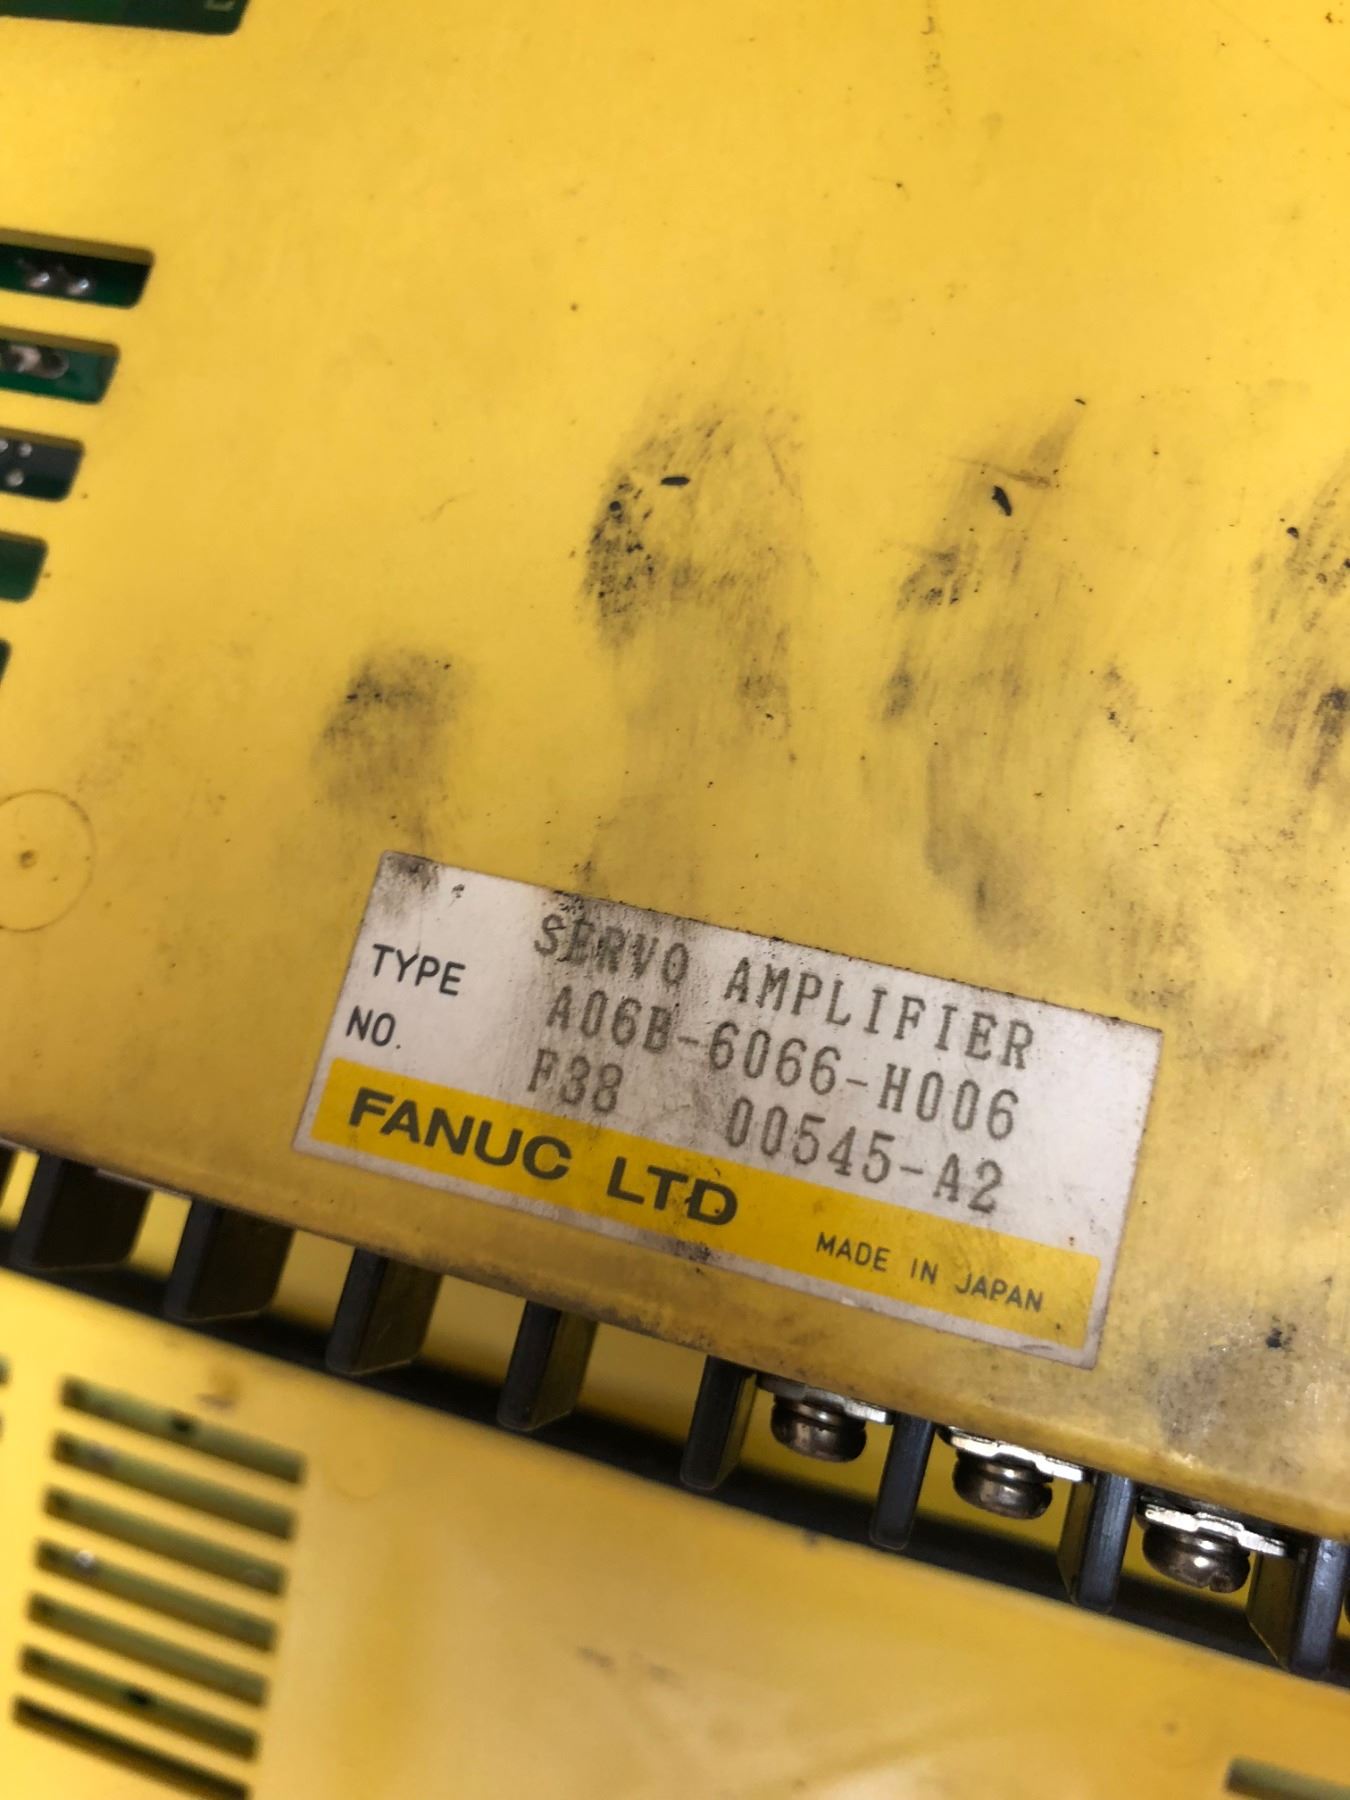 SERVO AMPLIFIER
TYPE A06B-6066-H006
NO. F38 00545-A2
FANUC LTD MADE IN JAPAN